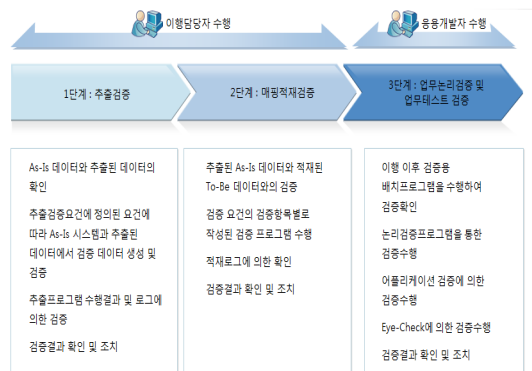 이행담당자 수행
응용개발자 수행
1단계 : 추출검증
2단계 : 매핑적재검증
3단계 : 업무논리검증 및
업무테스트 검증
As-Is 데이터와 추출된 데이터의
확인
추출검증요건에 정의된 요건에
따라 As-Is 시스템과 추출된
데이터에서 검증 데이터 생성 및
검증
추출프로그램 수행결과 및 로그에
의한 검증
검증결과 확인 및 조치
추출된 As-Is 데이터와 적재된
To-Be 데이터와의 검증
검증 요건의 검증항목별로
작성된 검증 프로그램 수행
적재로그에 의한 확인
검증결과 확인 및 조치
이행 이후 검증용
배치프로그램을 수행하여
검증확인
논리검증프로그램을 통한
검증수행
어플리케이션 검증에 의한
검증수행
Eye-Check에 의한 검증수행
검증결과 확인 및 조치